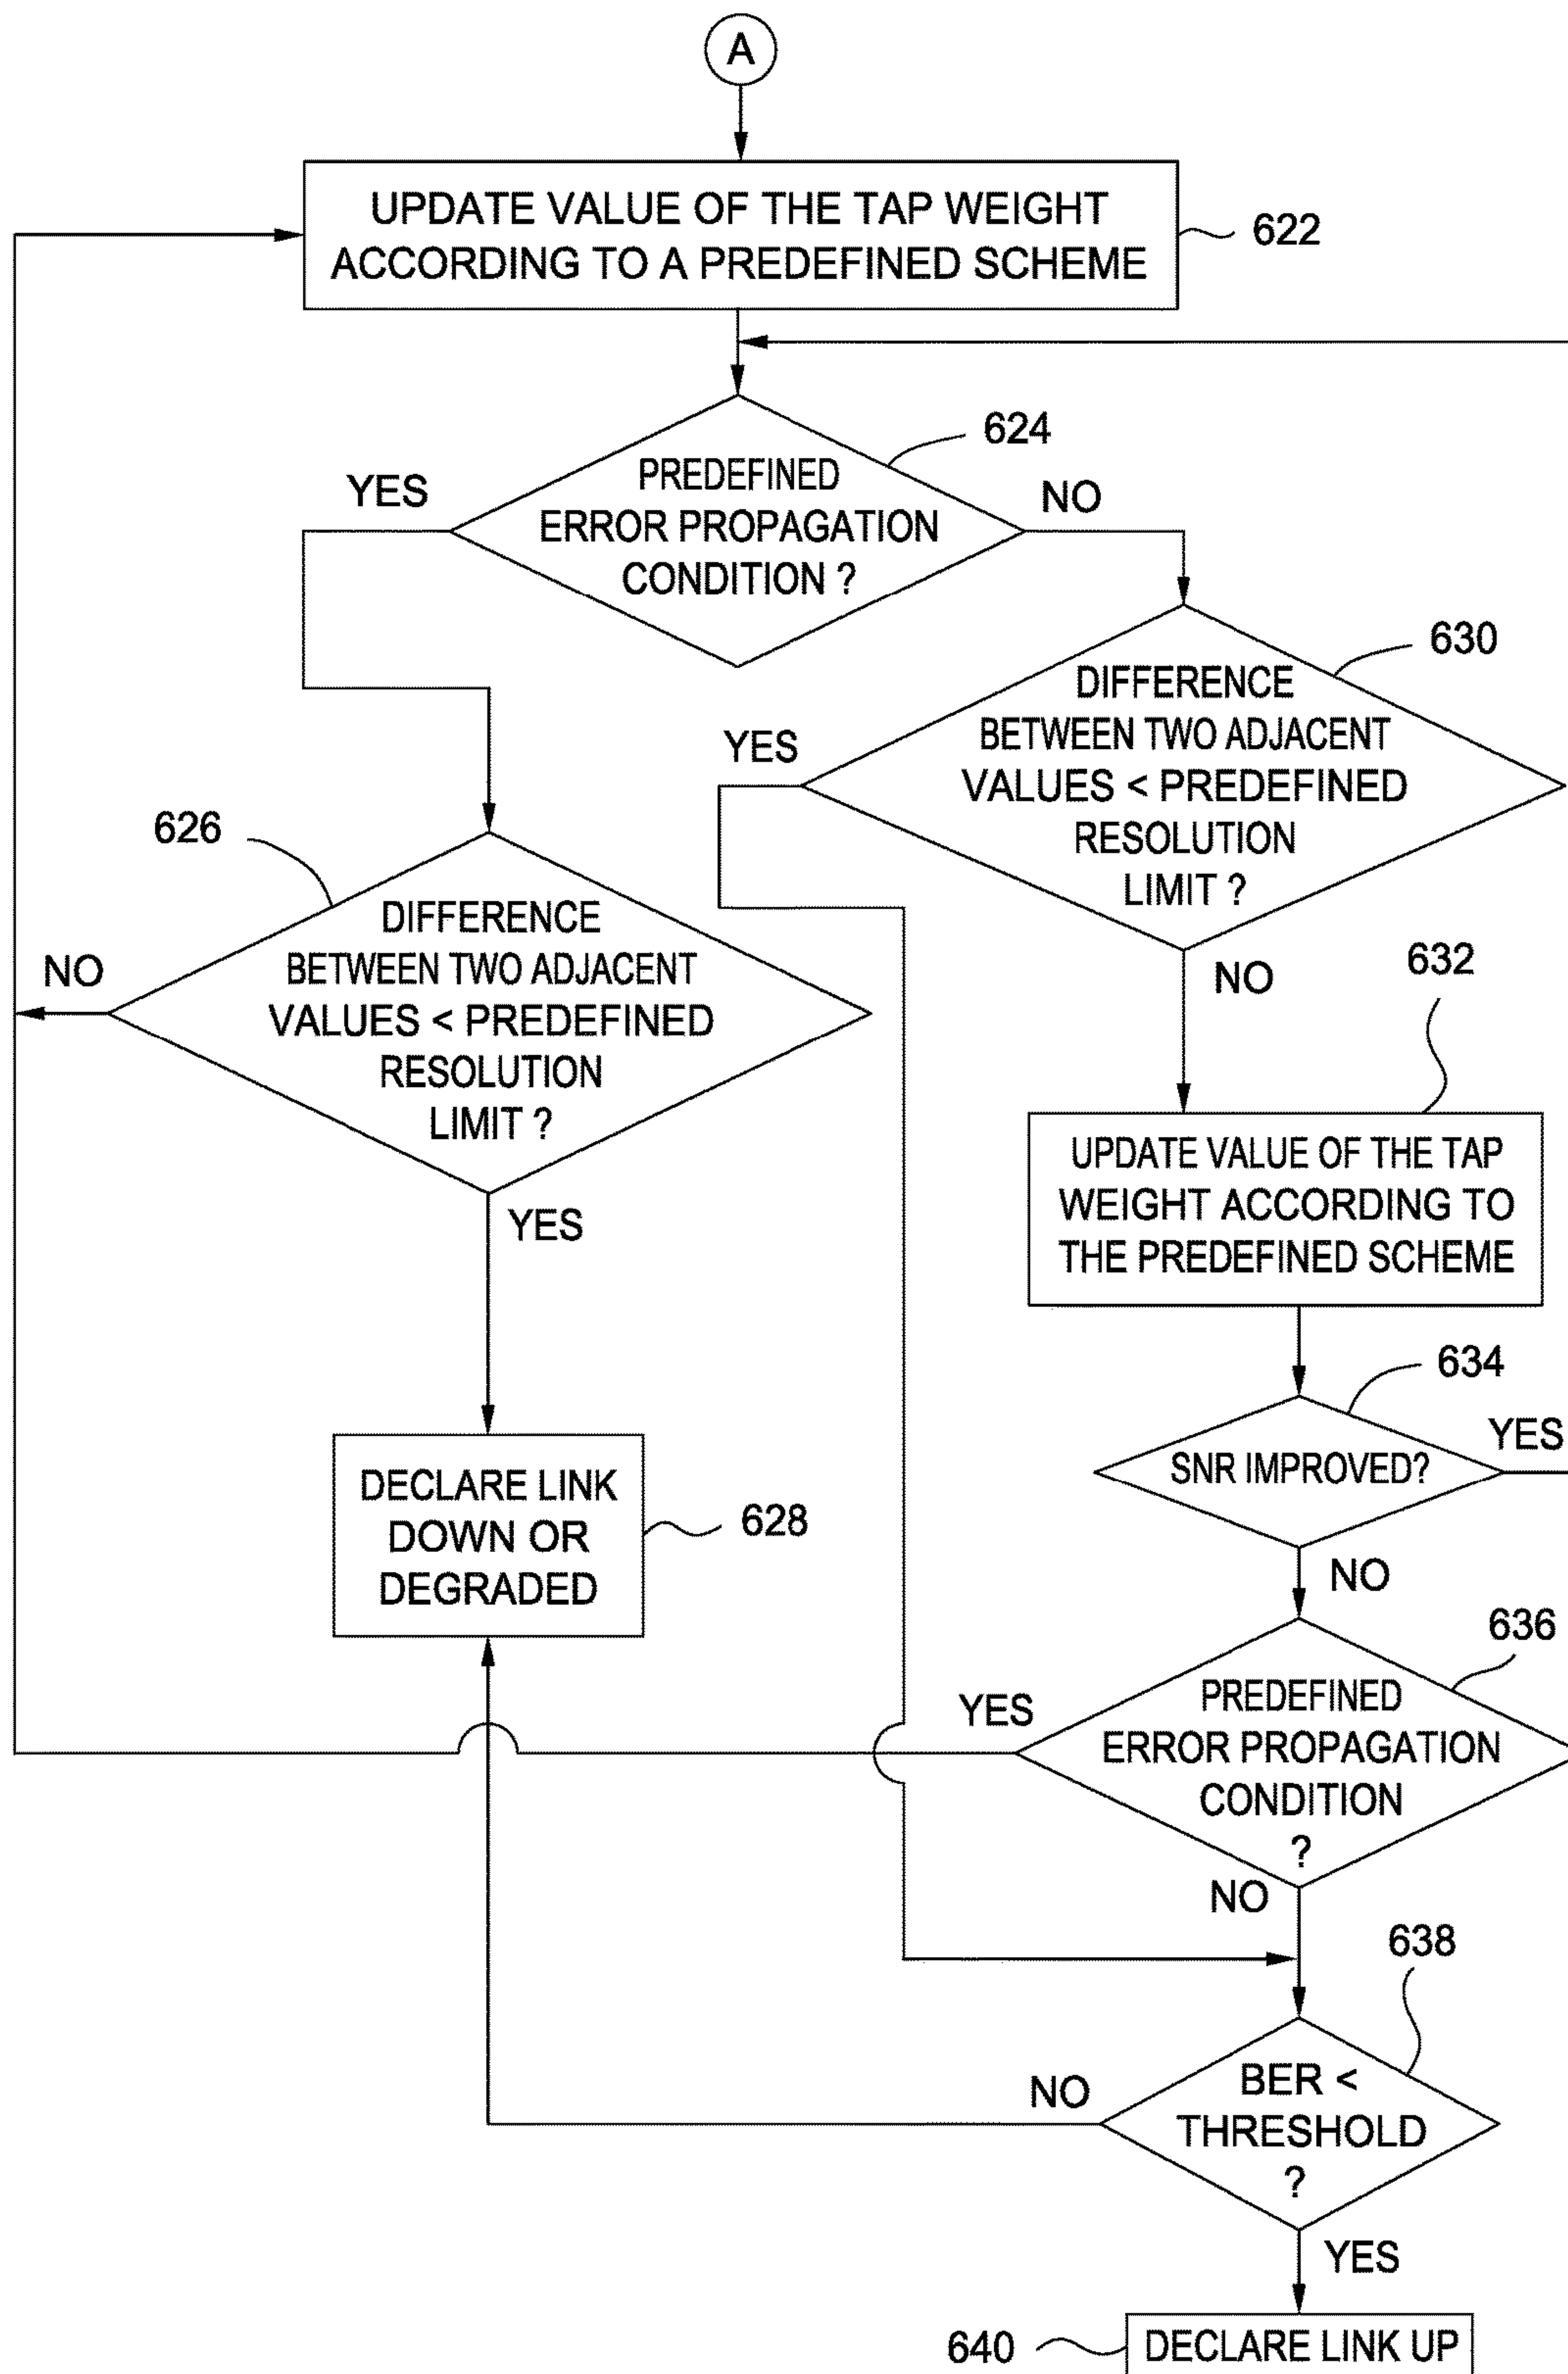 A
UPDATE VALUE OF THE TAP WEIGHT
ACCORDING TO A PREDEFINED SCHEME
622
624
PREDEFINED
ERROR PROPAGATION
CONDITION ?
YES
NO
630
DIFFERENCE
BETWEEN TWO ADJACENT
VALUES < PREDEFINED
RESOLUTION
LIMIT ?
YES
NO
626
DIFFERENCE
BETWEEN TWO ADJACENT
VALUES < PREDEFINED
RESOLUTION
LIMIT ?
NO
YES
632
UPDATE VALUE OF THE TAP
WEIGHT ACCORDING TO
THE PREDEFINED SCHEME
634
SNR IMPROVED?
YES
NO
DECLARE LINK
DOWN OR
DEGRADED
628
636
PREDEFINED
ERROR PROPAGATION
CONDITION
?
YES
NO
638
BER <
THRESHOLD
?
NO
YES
640
DECLARE LINK UP